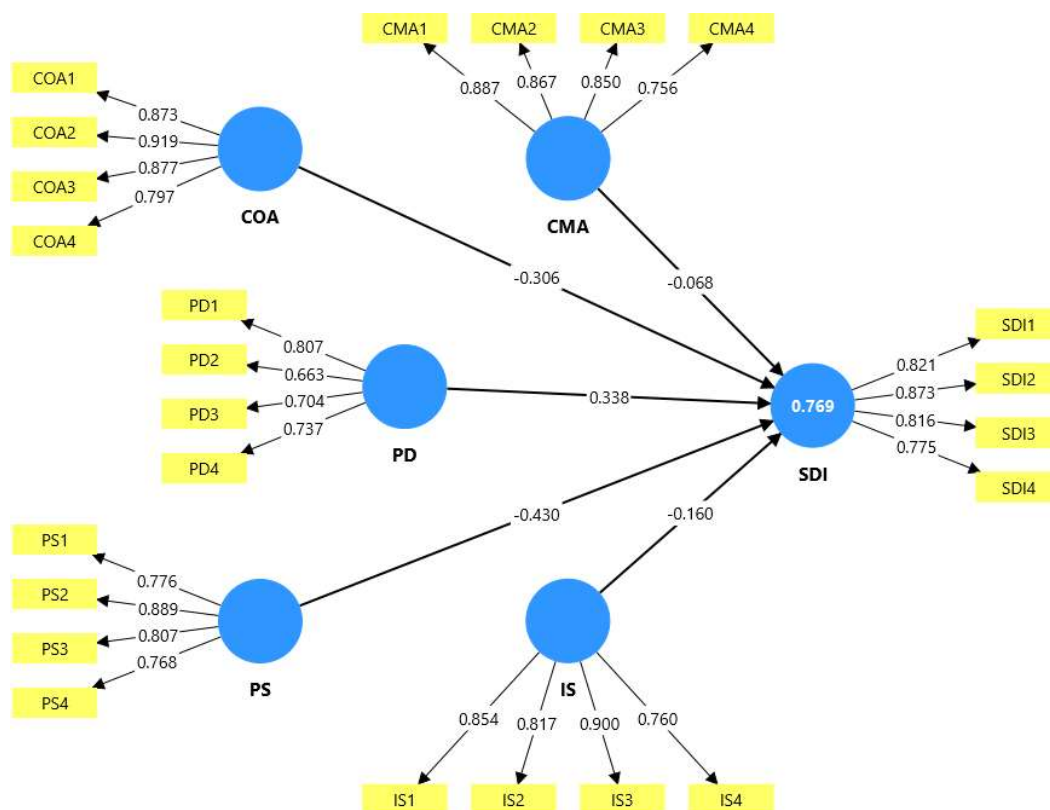 CMA1
CMA2
CMA3
CMA4
0.887
0.867
0.850
0.756
CMA
COA1
COA2
COA3
COA4
0.873
0.919
0.877
0.797
COA
-0.306
-0.068
PD1
PD2
PD3
PD4
0.807
0.663
0.704
0.737
PD
0.338
0.769
SDI
SDI1
SDI2
SDI3
SDI4
0.821
0.873
0.816
0.775
-0.430
-0.160
PS1
PS2
PS3
PS4
0.776
0.889
0.807
0.768
PS
IS
0.854
0.817
0.900
0.760
IS1
IS2
IS3
IS4